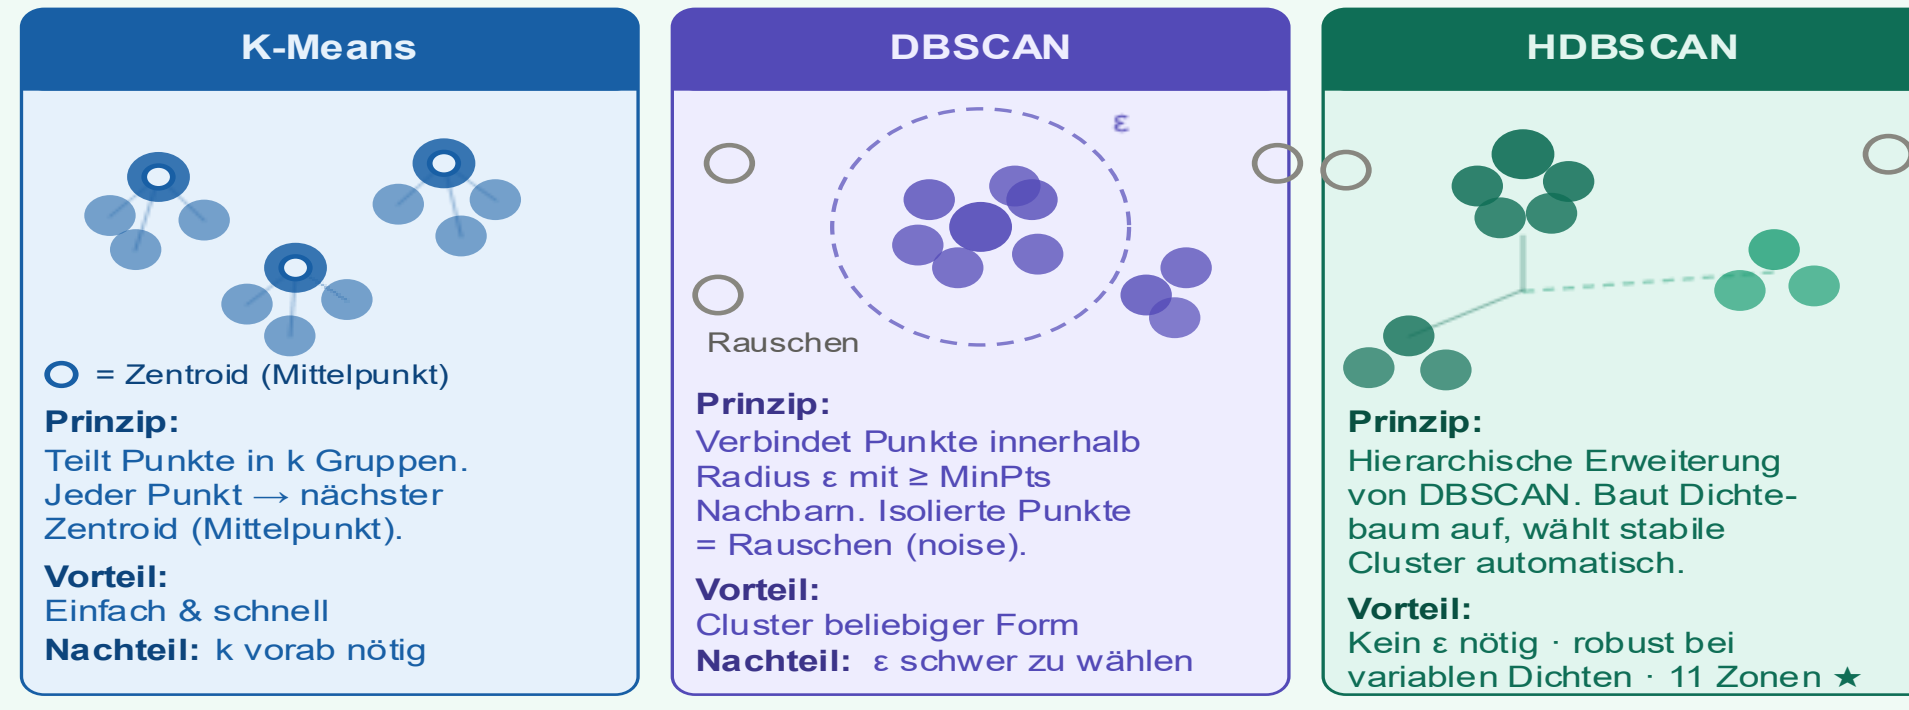 K-Means
= Zentroid (Mittelpunkt)
Prinzip:
Teilt Punkte in k Gruppen.
Jeder Punkt → nächster
Zentroid (Mittelpunkt).
Vorteil:
Einfach & schnell
Nachteil: k vorab nötig
DBSCAN
ε
Rauschen
Prinzip:
Verbindet Punkte innerhalb
Radius ε mit ≥ MinPts
Nachbarn. Isolierte Punkte
= Rauschen (noise).
Vorteil:
Cluster beliebiger Form
Nachteil: ε schwer zu wählen
HDBSCAN
Prinzip:
Hierarchische Erweiterung
von DBSCAN. Baut Dichte-
baum auf, wählt stabile
Cluster automatisch.
Vorteil:
Kein ε nötig · robust bei
variablen Dichten · 11 Zonen ★